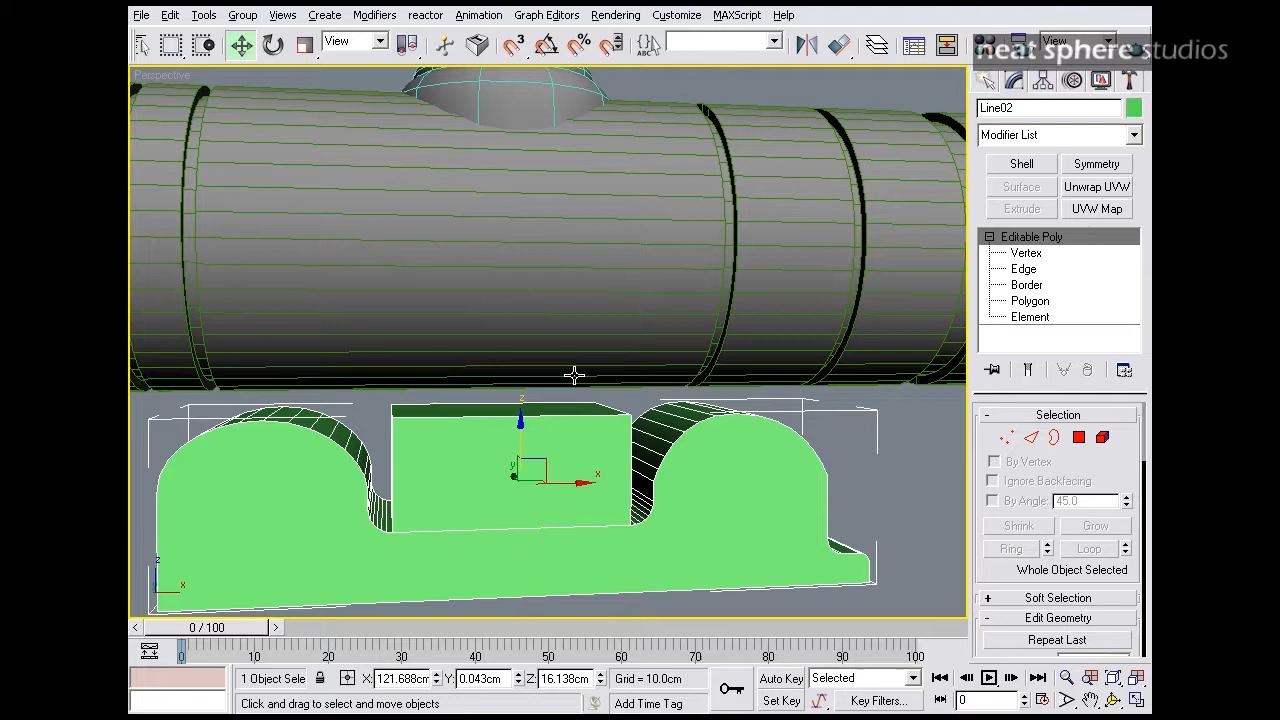 File Edit Tools Group Views Create Modifiers reactor Animation Graph Editors Rendering Customize MAXScript Help
View 3 % ABC View
neat sphere studios
Perspective
Line02
Modifier List
Shell Symmetry
Surface Unwrap UVW
Extrude UVW Map
Editable Poly
Vertex
Edge
Border
Polygon
Element
z
x
y
z
x
Selection
By Vertex
Ignore Backfacing
By Angle: 45.0
Shrink Grow
Ring Loop
Whole Object Selected
Soft Selection
Edit Geometry
Repeat Last
0 / 100
0 10 20 30 40 50 60 70 80 90 100
1 Object Sele X: 121.688cm Y: 0.043cm Z: 16.138cm Grid = 10.0cm Auto Key Selected
Click and drag to select and move objects Add Time Tag Set Key Key Filters... 0